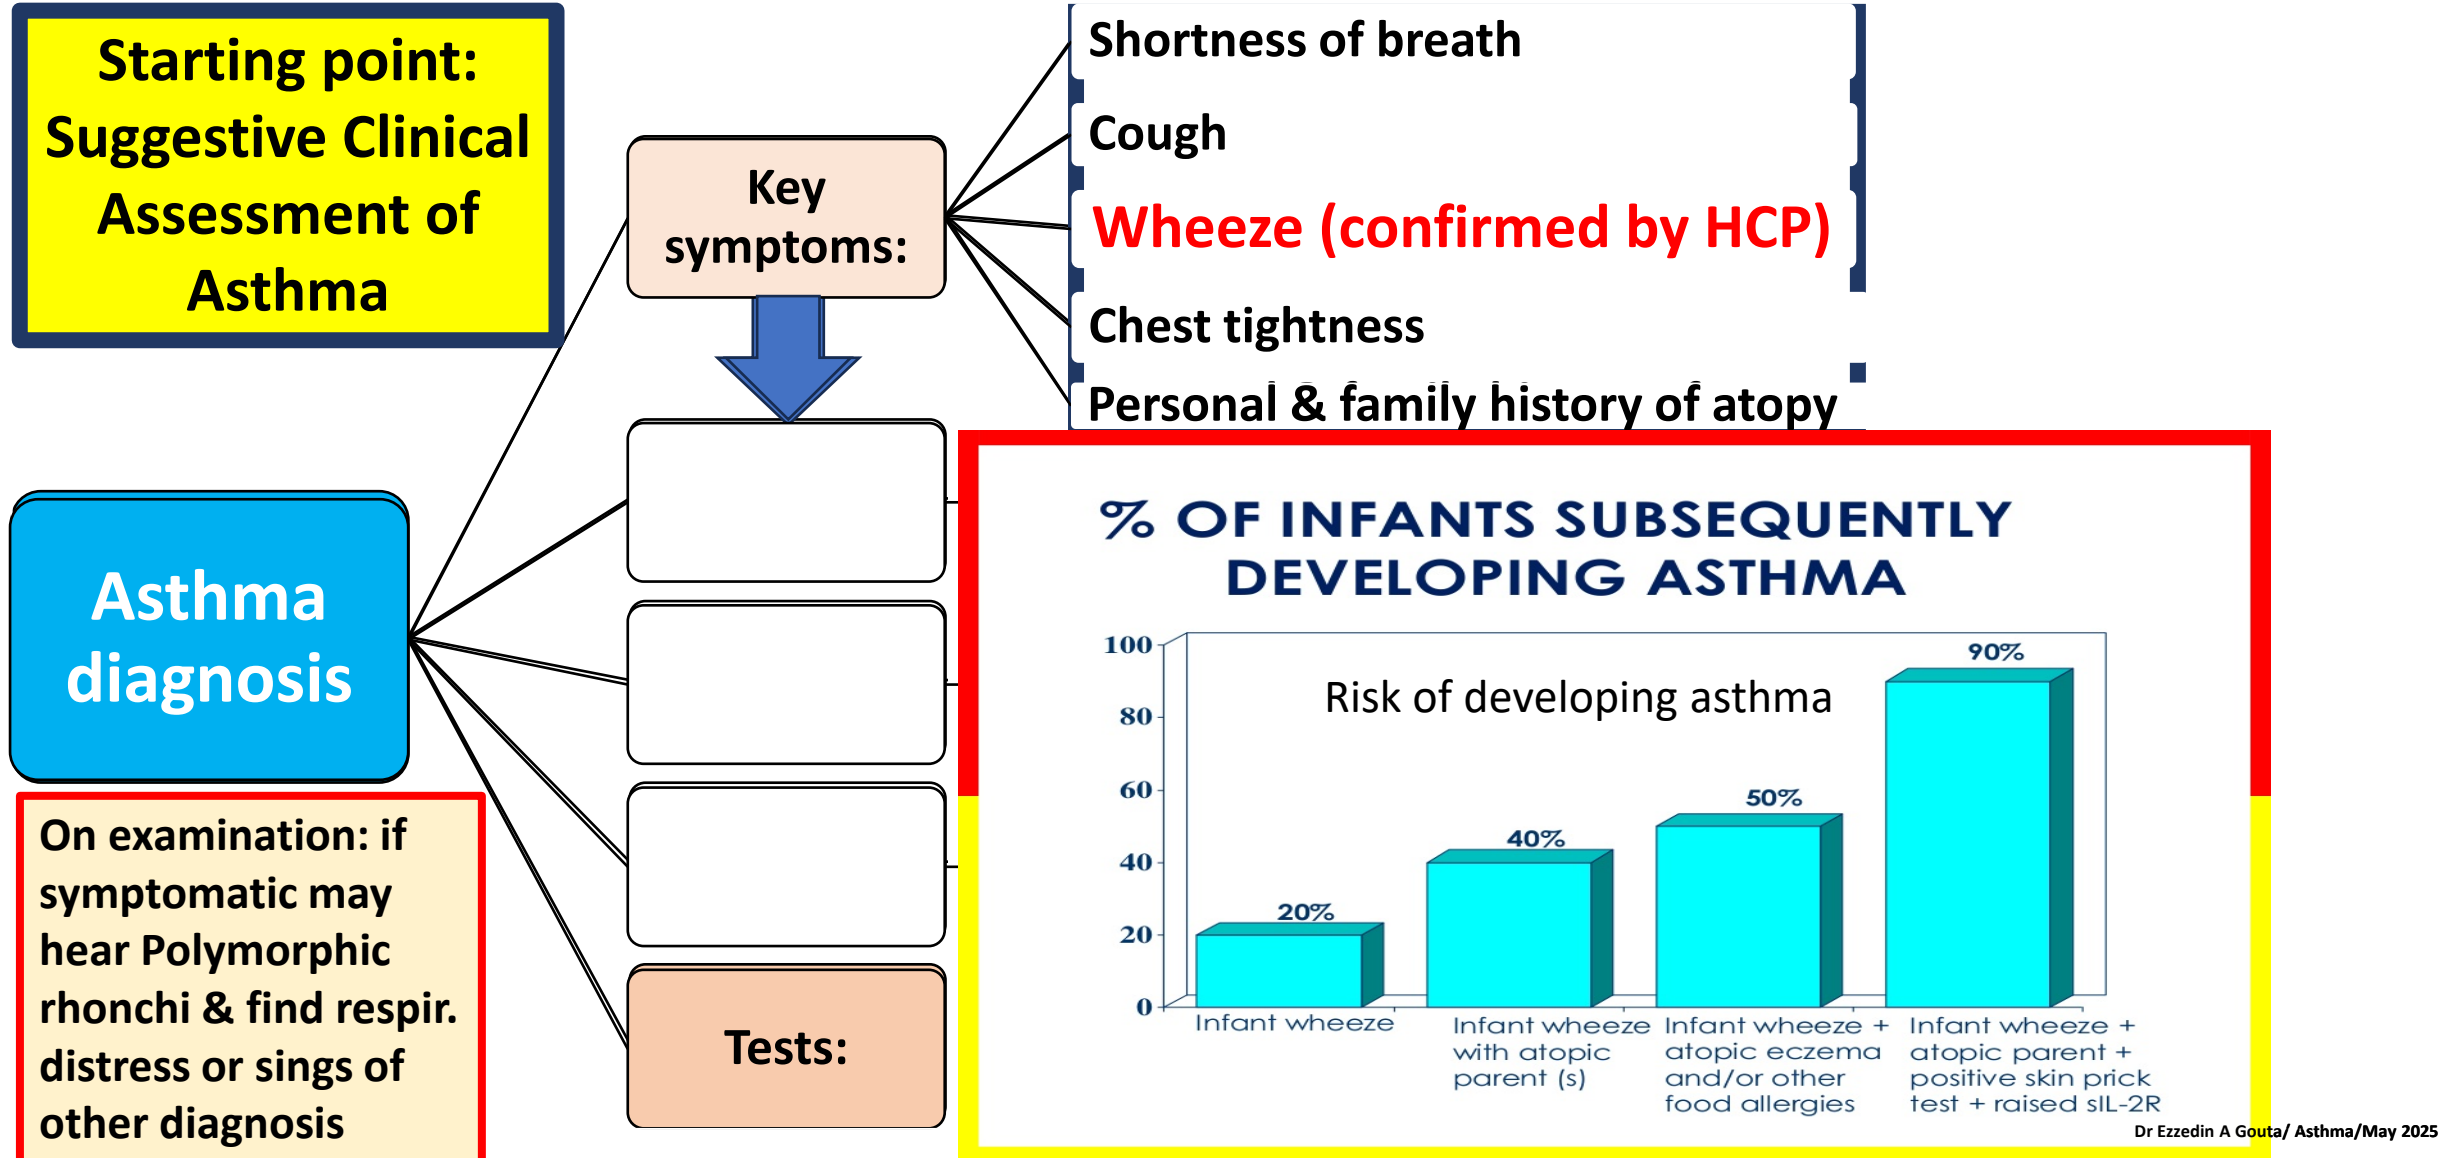 Starting point:
Suggestive Clinical
Assessment of
Asthma
Key
symptoms:
Shortness of breath
Cough
Wheeze (confirmed by HCP)
Chest tightness
Personal & family history of atopy
Asthma
diagnosis
On examination: if
symptomatic may
hear Polymorphic
rhonchi & find respir.
distress or sings of
other diagnosis
Tests:
% OF INFANTS SUBSEQUENTLY
DEVELOPING ASTHMA
Risk of developing asthma
100
80
60
40
20
0
20%
40%
50%
90%
Infant wheeze
Infant wheeze
with atopic
parent (s)
Infant wheeze +
atopic eczema
and/or other
food allergies
Infant wheeze +
atopic parent +
positive skin prick
test + raised sIL-2R
Dr Ezzedin A Gouta/ Asthma/May 2025